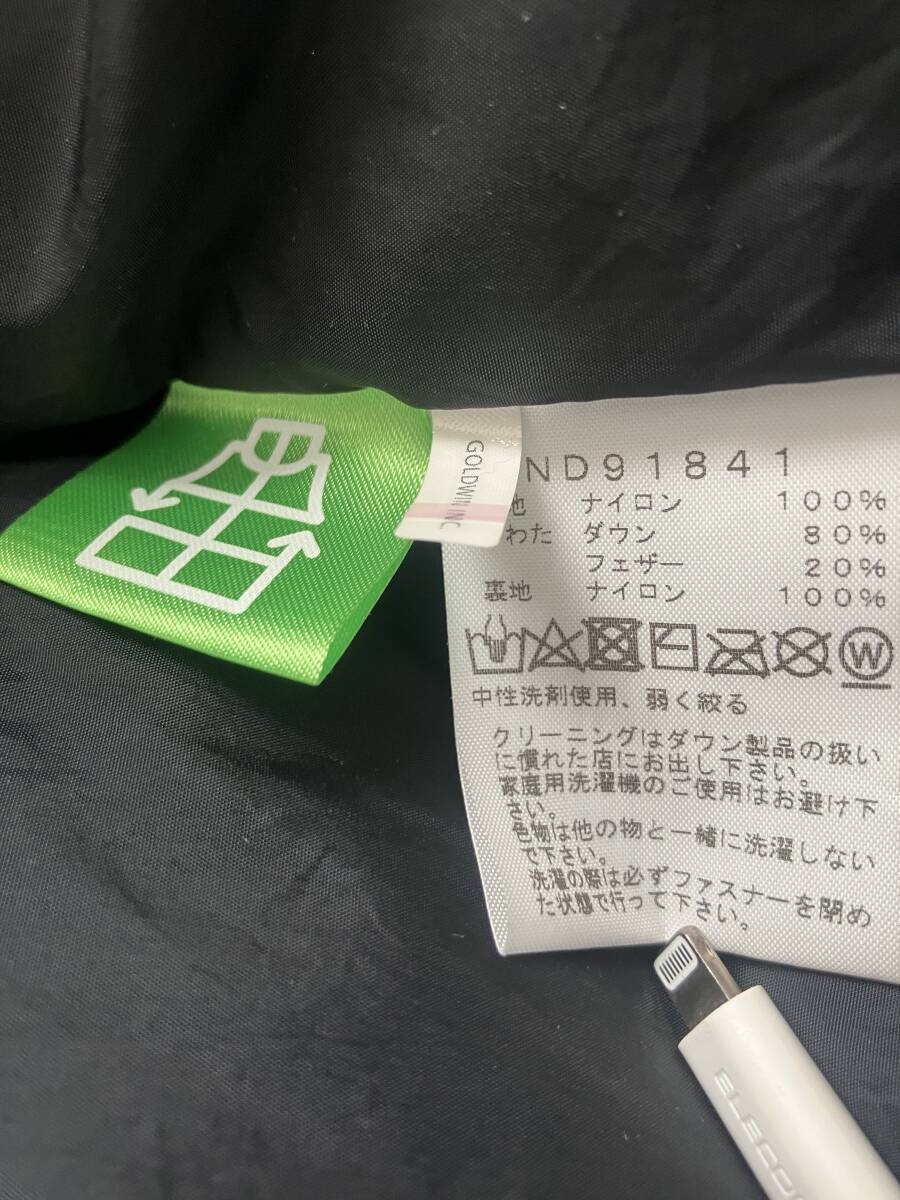 GOLDWIN INC
ND91841
地 ナイロン 100%
わた ダウン 80%
フェザー 20%
裏地 ナイロン 100%
W
中性洗剤使用、弱く絞る
クリーニングはダウン製品の扱い
に慣れた店にお出し下さい。
家庭用洗濯機のご使用はお避け下
さい。
色物は他の物と一緒に洗濯しない
で下さい。
洗濯の際は必ずファスナーを閉め
た状態で行って下さい。
ELECO